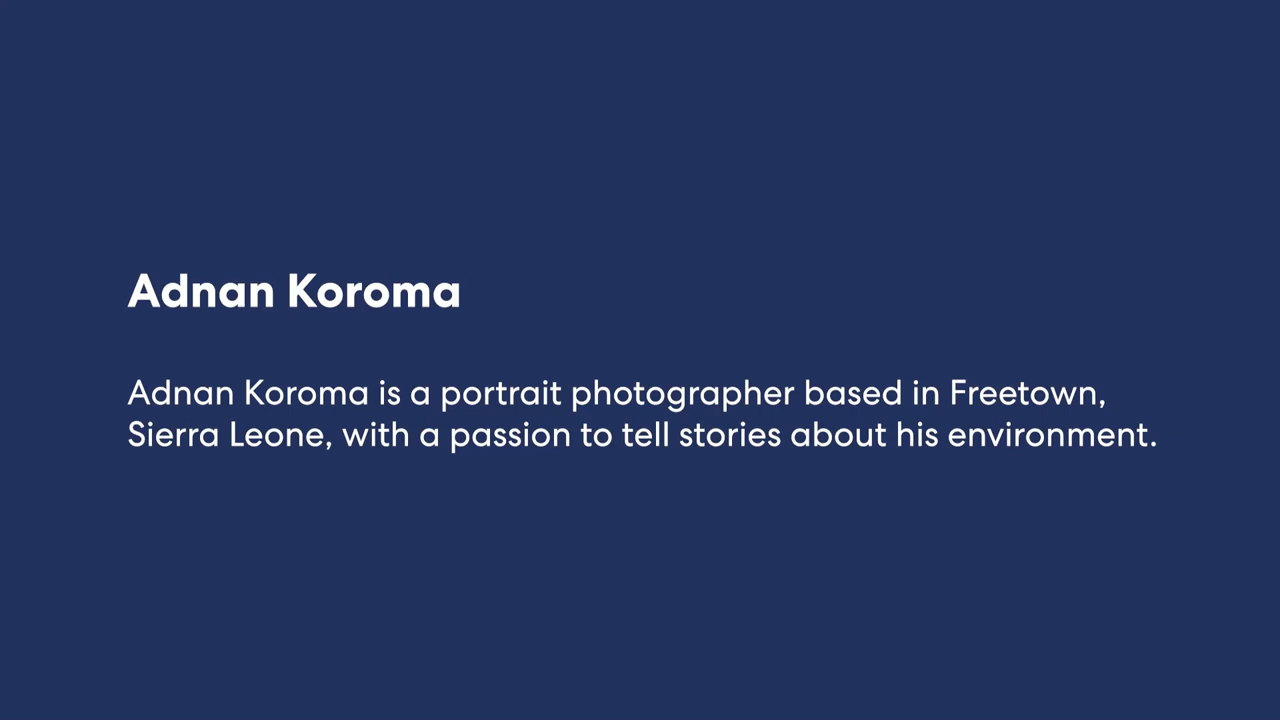 Adnan Koroma
Adnan Koroma is a portrait photographer based in Freetown,
Sierra Leone, with a passion to tell stories about his environment.